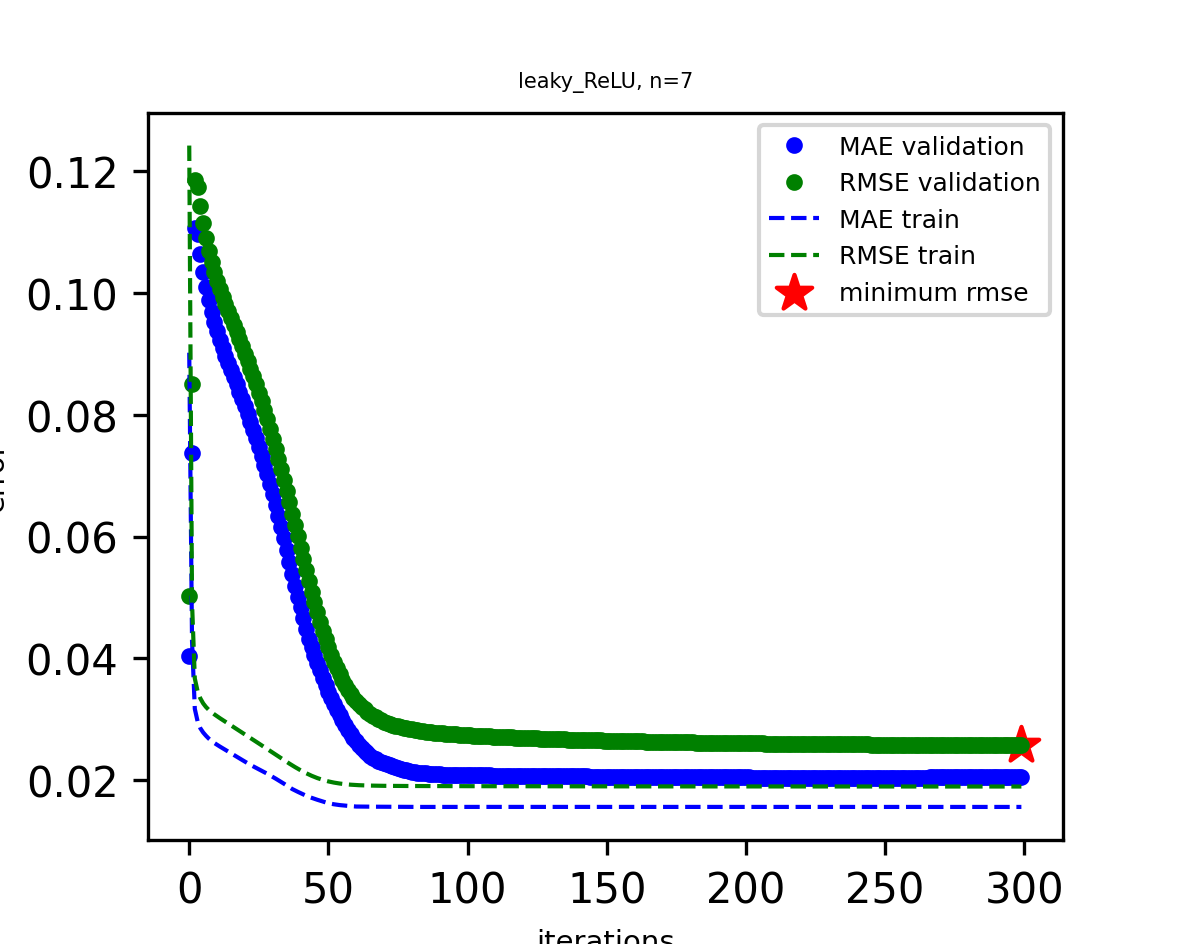 leaky_ReLU, n=7
0.12
0.10
0.08
0.06
0.04
0.02
MAE validation
RMSE validation
MAE train
RMSE train
minimum rmse
0 50 100 150 200 250 300
iterations